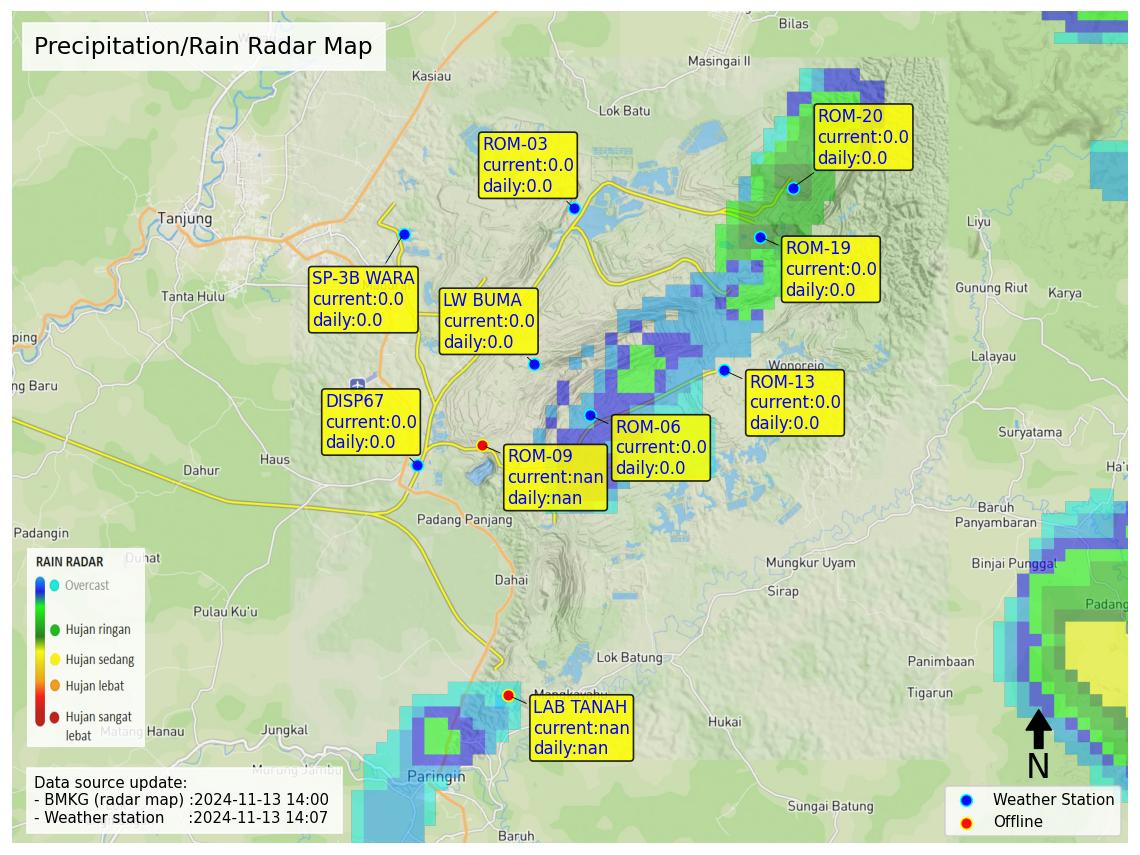 Precipitation/Rain Radar Map
Bilas
Masingai II
Kasiau
Lok Batu
ROM-20
current:0.0
daily:0.0
ROM-03
current:0.0
daily:0.0
Tanjung
Liyu
ROM-19
current:0.0
daily:0.0
SP-3B WARA
current:0.0
daily:0.0
Tanta Hulu
LW BUMA
current:0.0
daily:0.0
Gunung Riut
Karya
ping
Lalayau
Wonorejo
ng Baru
ROM-13
current:0.0
daily:0.0
DISP67
current:0.0
daily:0.0
ROM-06
current:0.0
daily:0.0
Suryatama
ROM-09
current:nan
daily:nan
Haus
Dahur
Ha'u
Baruh
Panyambaran
Padang Panjang
Padangin
Duhat
Binjai Punggal
Mungkur Uyam
Dahai
Sirap
Padang
Pulau Ku'u
RAIN RADAR
Overcast
Hujan ringan
Hujan sedang
Hujan lebat
Hujan sangat
lebat
Lok Batung
Panimbaan
Tigarun
Mangkayahu
LAB TANAH
current:nan
daily:nan
Hukai
Matang Hanau
Jungkal
Murung Jambu
Paringin
N
Sungai Batung
Baruh
Data source update:
- BMKG (radar map) :2024-11-13 14:00
- Weather station :2024-11-13 14:07
Weather Station
Offline